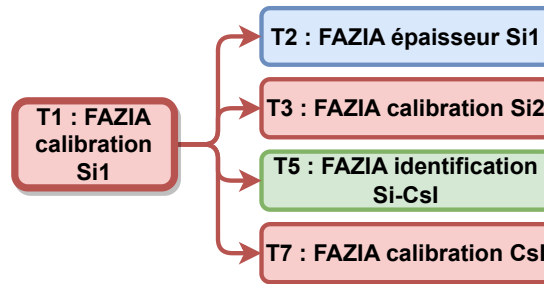 T2 : FAZIA épaisseur Si1
T1 : FAZIA
calibration
Si1
T3 : FAZIA calibration Si2
T5 : FAZIA identification
Si-CsI
T7 : FAZIA calibration CsI